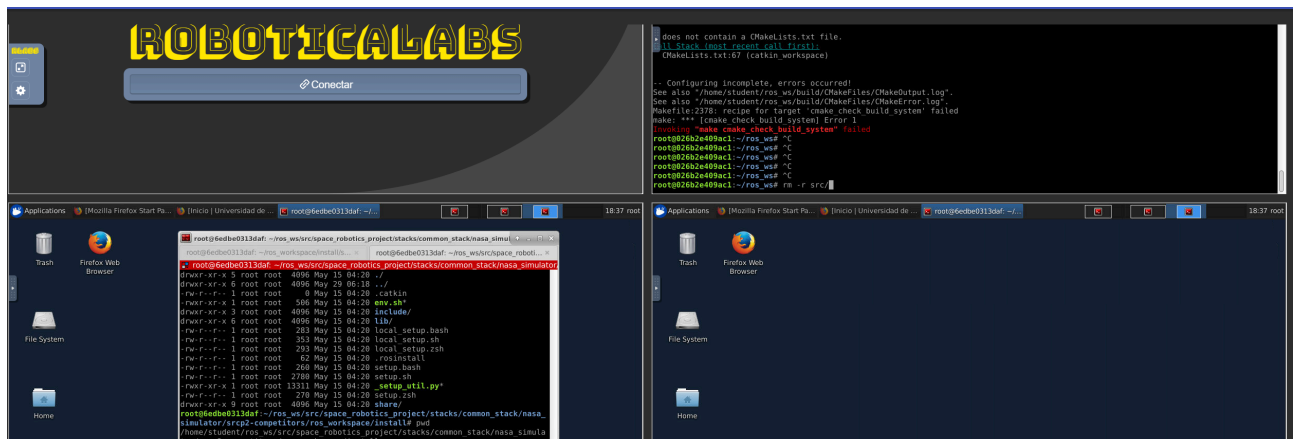 ROBOTICALABS
Conectar
does not contain a CMakeLists.txt file.
all Stack (most recent call first):
CMakeLists.txt:67 (catkin_workspace)
-- Configuring incomplete, errors occurred!
See also "/home/student/ros_ws/build/CMakeFiles/CMakeOutput.log".
See also "/home/student/ros_ws/build/CMakeFiles/CMakeError.log".
Makefile:2378: recipe for target 'cmake_check_build_system' failed
make: *** [cmake_check_build_system] Error 1
Invoking "make cmake_check_build_system" failed
root@026b2e409ac1:~/ros_ws# ^C
root@026b2e409ac1:~/ros_ws# ^C
root@026b2e409ac1:~/ros_ws# ^C
root@026b2e409ac1:~/ros_ws# ^C
root@026b2e409ac1:~/ros_ws# rm -r src/
Applications [Mozilla Firefox Start Pa... [Inicio | Universidad de ... root@6edbe0313daf: ~/... 18:37 root
Trash
Firefox Web
Browser
File System
Home
root@6edbe0313daf: ~/ros_ws/src/space_robotics_project/stacks/common_stack/nasa_simul
root@6edbe0313daf: ~/ros_workspace/install/s... × root@6edbe0313daf: ~/ros_ws/src/space_roboti... ×
root@6edbe0313daf: ~/ros_ws/src/space_robotics_project/stacks/common_stack/nasa_simulator
drwxr-xr-x 5 root root 4096 May 15 04:20 ./
drwxr-xr-x 6 root root 4096 May 29 06:18 ../
-rw-r--r-- 1 root root 0 May 15 04:20 .catkin
-rwxr-xr-x 1 root root 506 May 15 04:20 env.sh*
drwxr-xr-x 3 root root 4096 May 15 04:20 include/
drwxr-xr-x 6 root root 4096 May 15 04:20 lib/
-rw-r--r-- 1 root root 283 May 15 04:20 local_setup.bash
-rw-r--r-- 1 root root 353 May 15 04:20 local_setup.sh
-rw-r--r-- 1 root root 293 May 15 04:20 local_setup.zsh
-rw-r--r-- 1 root root 62 May 15 04:20 .rosinstall
-rw-r--r-- 1 root root 260 May 15 04:20 setup.bash
-rw-r--r-- 1 root root 2780 May 15 04:20 setup.sh
-rwxr-xr-x 1 root root 13311 May 15 04:20 _setup_util.py*
-rw-r--r-- 1 root root 270 May 15 04:20 setup.zsh
drwxr-xr-x 9 root root 4096 May 15 04:20 share/
root@6edbe0313daf:~/ros_ws/src/space_robotics_project/stacks/common_stack/nasa_
simulator/srcp2-competitors/ros_workspace/install# pwd
/home/student/ros_ws/src/space_robotics_project/stacks/common_stack/nasa_simula
Applications [Mozilla Firefox Start Pa... [Inicio | Universidad de ... root@6edbe0313daf: ~/... 18:37 root
Trash
Firefox Web
Browser
File System
Home